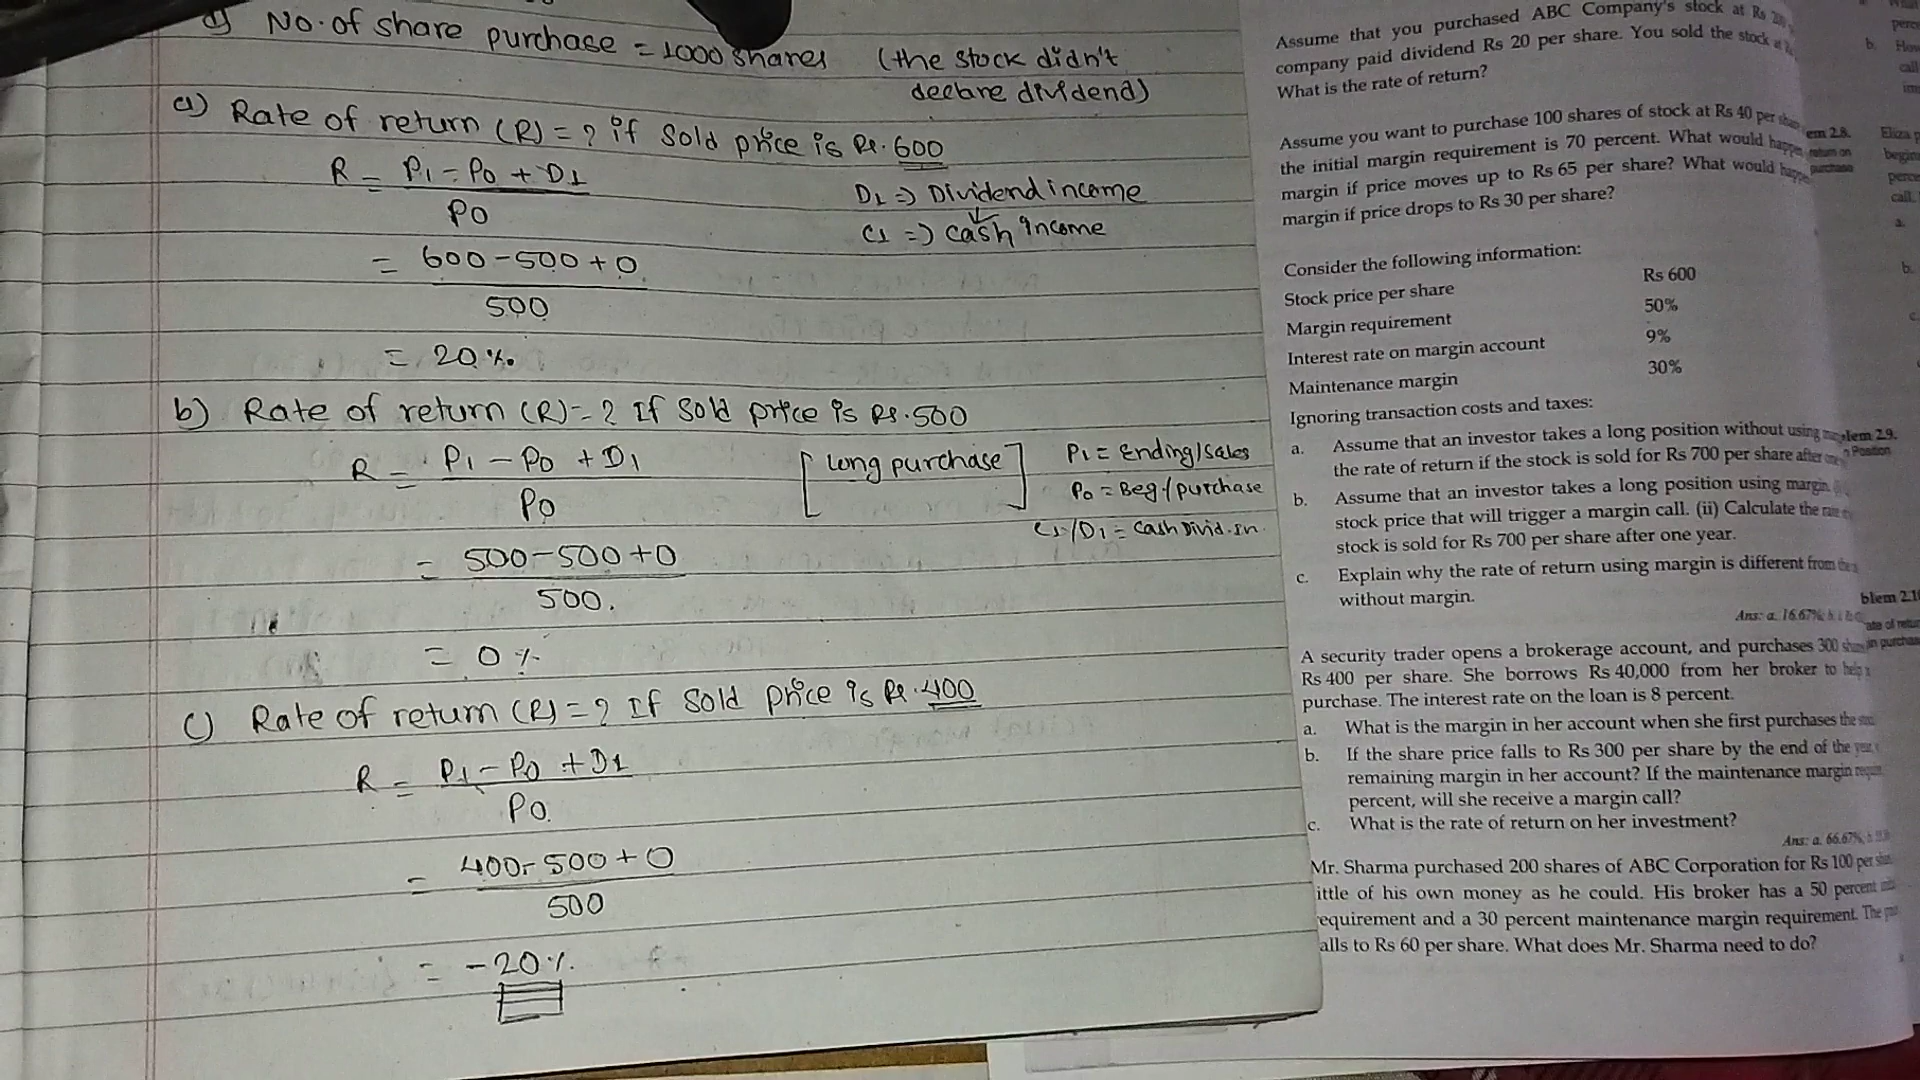 No. of share purchase = 1000 shares (the stock didn't
declare dividend)
a) Rate of return (R) = ? if sold price is Rs. 600
R = P1 - P0 + D1
P0
D1 => Dividend income
C1 => cash income
= 600 - 500 + 0
500
= 20%
b) Rate of return (R) = ? If sold price is Rs. 500
R = P1 - P0 + D1
P0
[Long purchase]
P1 = Ending/sales
P0 = Beg./purchase
C1/D1 = cash Divid. In.
= 500 - 500 + 0
500.
= 0%
c) Rate of return (R) = ? If sold price is Rs. 400
R = P1 - P0 + D1
P0.
= 400 - 500 + 0
500
= -20%
Assume that you purchased ABC Company's stock at Rs
company paid dividend Rs 20 per share. You sold the stock
What is the rate of return?
Assume you want to purchase 100 shares of stock at Rs 40 per
the initial margin requirement is 70 percent. What would
margin if price moves up to Rs 65 per share? What would
margin if price drops to Rs 30 per share?
Consider the following information:
Stock price per share Rs 600
Margin requirement 50%
Interest rate on margin account 9%
Maintenance margin 30%
Ignoring transaction costs and taxes:
a. Assume that an investor takes a long position without using
the rate of return if the stock is sold for Rs 700 per share after
b. Assume that an investor takes a long position using margin
stock price that will trigger a margin call. (ii) Calculate the
stock is sold for Rs 700 per share after one year.
c. Explain why the rate of return using margin is different from
without margin.
Ans: a. 16.67%
A security trader opens a brokerage account, and purchases 300
Rs 400 per share. She borrows Rs 40,000 from her broker to
purchase. The interest rate on the loan is 8 percent.
a. What is the margin in her account when she first purchases the
b. If the share price falls to Rs 300 per share by the end of the
remaining margin in her account? If the maintenance margin
percent, will she receive a margin call?
c. What is the rate of return on her investment?
Ans: a. 66.67%
Mr. Sharma purchased 200 shares of ABC Corporation for Rs 100 per
ittle of his own money as he could. His broker has a 50 percent
equirement and a 30 percent maintenance margin requirement. The
alls to Rs 60 per share. What does Mr. Sharma need to do?
em 2.8.
lem 2.9.
blem 2.1